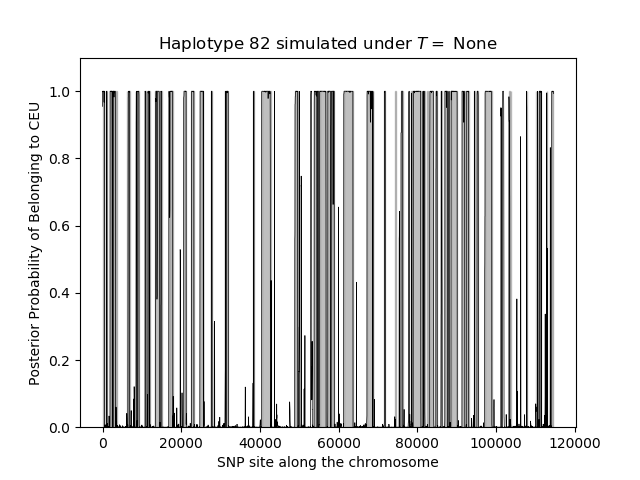 Haplotype 82 simulated under T = None
Posterior Probability of Belonging to CEU
1.0
0.8
0.6
0.4
0.2
0.0
0 20000 40000 60000 80000 100000 120000
SNP site along the chromosome